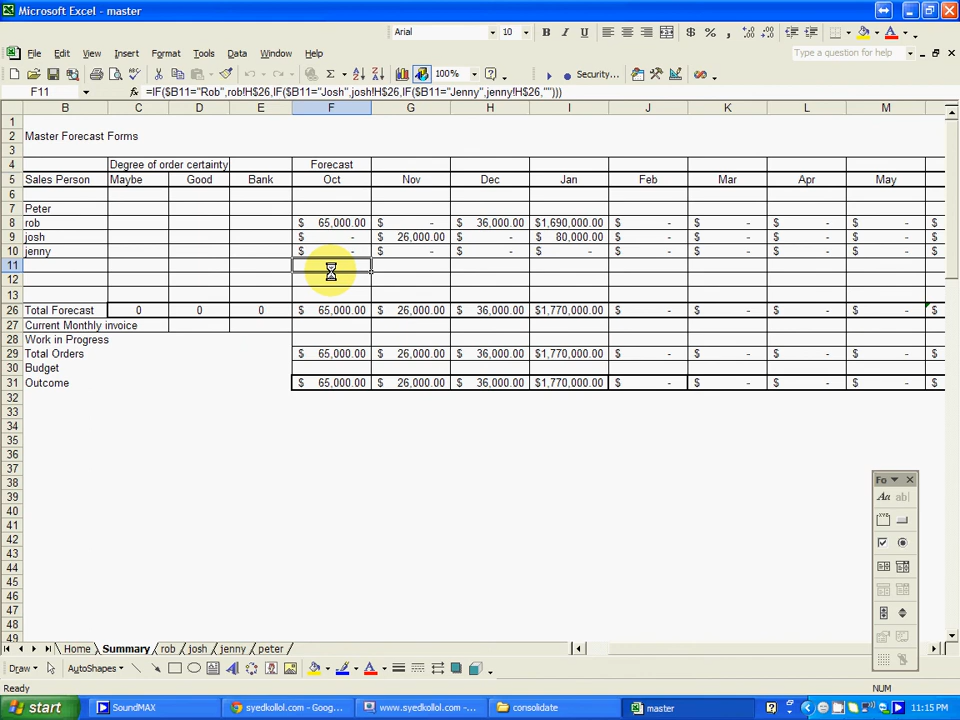 Microsoft Excel - master
Arial 10 B I U $ % ,
File Edit View Insert Format Tools Data Window Help Type a question for help
Σ 100% Security...
F11 =IF($B11="Rob",rob!H$26,IF($B11="Josh",josh!H$26,IF($B11="Jenny",jenny!H$26,"")))
B C D E F G H I J K L M
1
2 Master Forecast Forms
3
4 Degree of order certainty Forecast
5 Sales Person Maybe Good Bank Oct Nov Dec Jan Feb Mar Apr May
6
7 Peter
8 rob $ 65,000.00 $ - $ 36,000.00 $1,690,000.00 $ - $ - $ - $ - $
9 josh $ - $ 26,000.00 $ - $ 80,000.00 $ - $ - $ - $ - $
10 jenny $ - $ - $ - $ - $ - $ - $ - $ - $
11
12
13
26 Total Forecast 0 0 0 $ 65,000.00 $ 26,000.00 $ 36,000.00 $1,770,000.00 $ - $ - $ - $ - $
27 Current Monthly invoice
28 Work in Progress
29 Total Orders $ 65,000.00 $ 26,000.00 $ 36,000.00 $1,770,000.00 $ - $ - $ - $ - $
30 Budget
31 Outcome $ 65,000.00 $ 26,000.00 $ 36,000.00 $1,770,000.00 $ - $ - $ - $ - $
32
33
34
35
36
37
38
39
40
41
42
43
44
45
46
47
48
49
Fo
Aa ab|
Home Summary rob josh jenny peter
Draw AutoShapes A A
Ready NUM
start SoundMAX syedkollol.com - Goog... www.syedkollol.com -... consolidate master 11:15 PM